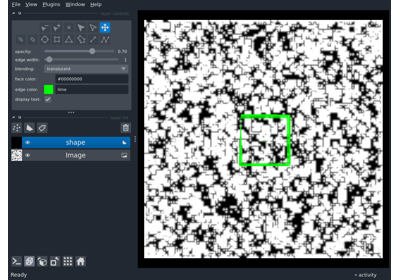 File View Plugins Window Help
opacity: 0.70
edge width: 1
blending: translucent
face color: #00000000
edge color: lime
display text:
shape
Image
Ready
activity